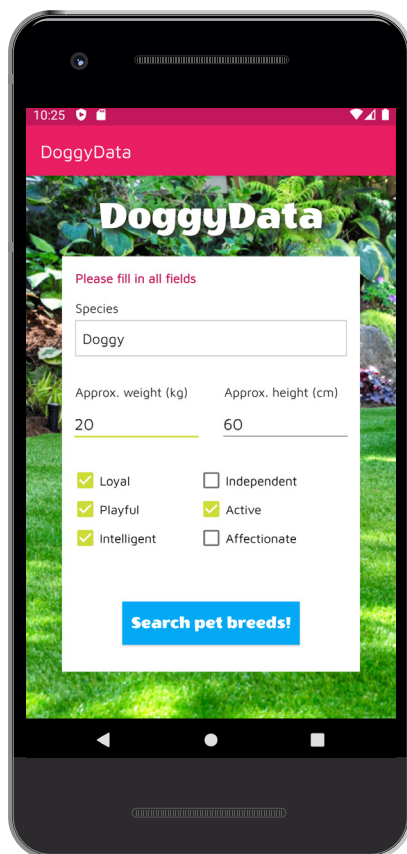 10:25
DoggyData
DoggyData
Please fill in all fields
Species
Doggy
Approx. weight (kg) Approx. height (cm)
20 60
Loyal Independent
Playful Active
Intelligent Affectionate
Search pet breeds!